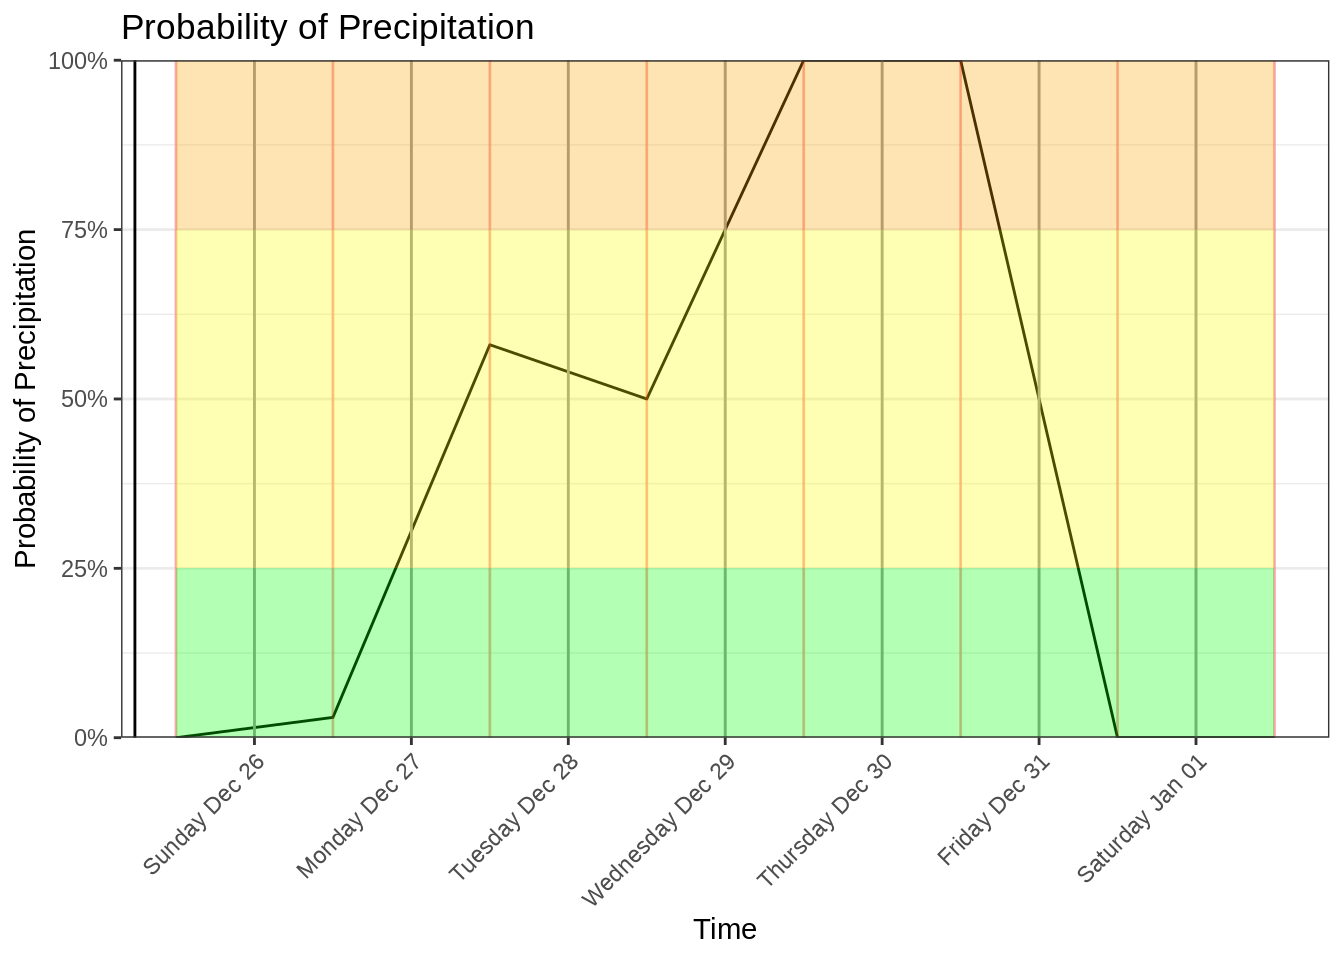 Probability of Precipitation
Probability of Precipitation
100%
75%
50%
25%
0%
Sunday Dec 26
Monday Dec 27
Tuesday Dec 28
Wednesday Dec 29
Thursday Dec 30
Friday Dec 31
Saturday Jan 01
Time